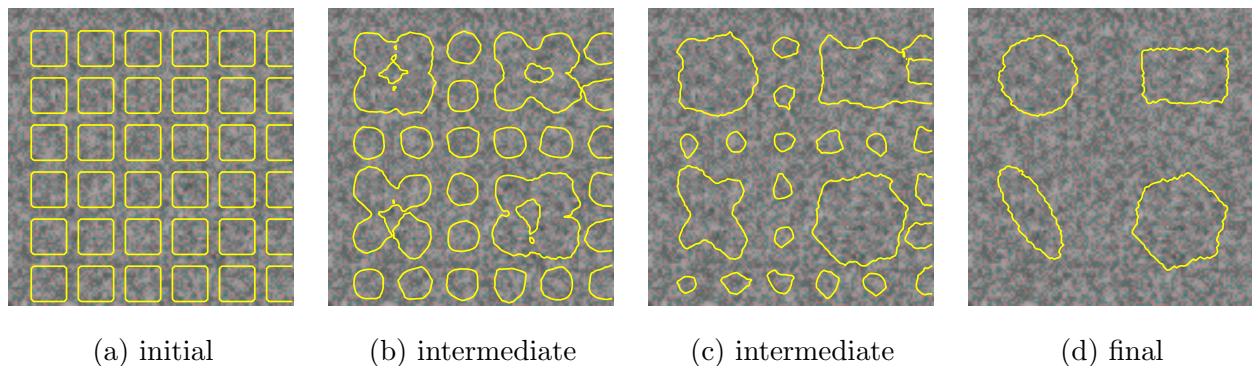 (a) initial
(b) intermediate
(c) intermediate
(d) final